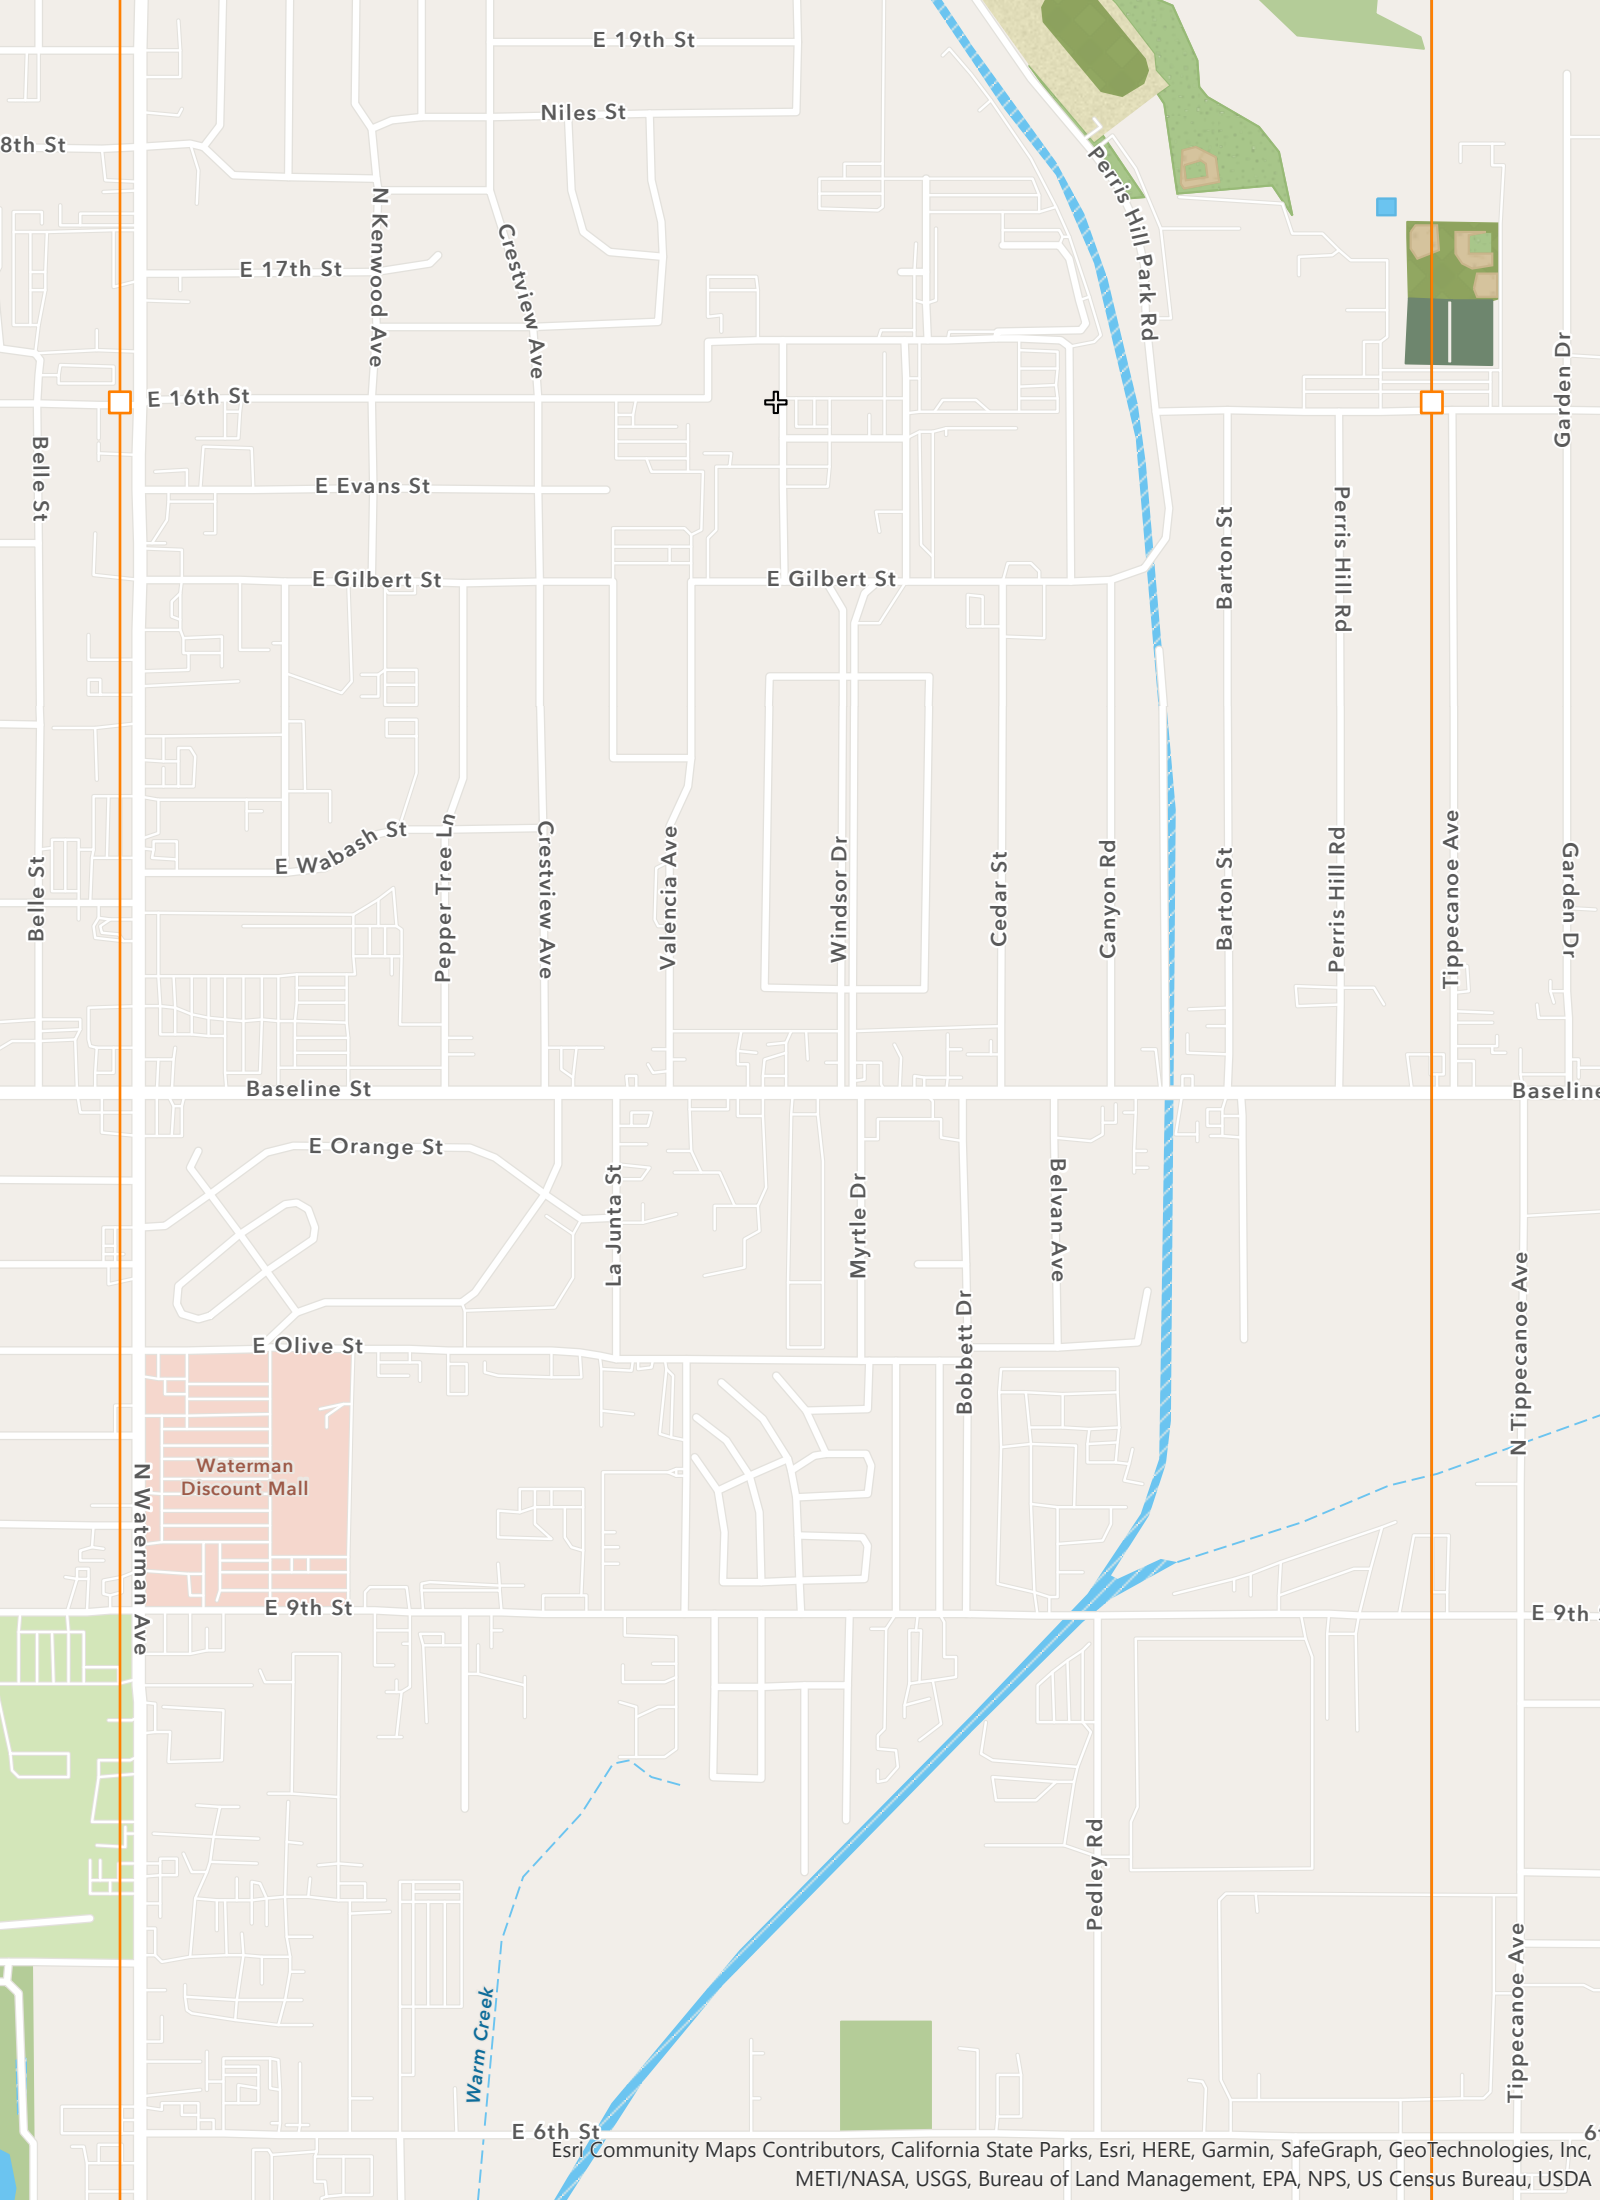 E 19th St
Niles St
8th St
Perris Hill Park Rd
N Kenwood Ave
Crestview Ave
E 17th St
E 16th St
Garden Dr
Belle St
E Evans St
Barton St
Perris Hill Rd
E Gilbert St
E Gilbert St
E Wabash St
Pepper Tree Ln
Crestview Ave
Valencia Ave
Windsor Dr
Cedar St
Canyon Rd
Barton St
Perris Hill Rd
Tippecanoe Ave
Garden Dr
Belle St
Baseline St
Baseline
E Orange St
La Junta St
Myrtle Dr
Belvan Ave
Bobbett Dr
N Tippecanoe Ave
E Olive St
Waterman
Discount Mall
N Waterman Ave
E 9th St
E 9th
Pedley Rd
Tippecanoe Ave
Warm Creek
E 6th St
6
Esri Community Maps Contributors, California State Parks, Esri, HERE, Garmin, SafeGraph, GeoTechnologies, Inc,
METI/NASA, USGS, Bureau of Land Management, EPA, NPS, US Census Bureau, USDA